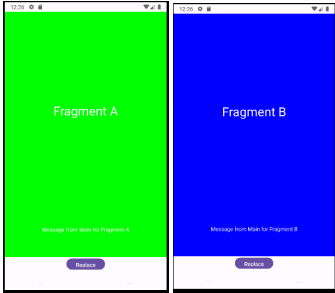 12:26
Fragment A
Message from Main for Fragment A
Replace
12:26
Fragment B
Message from Main for Fragment B
Replace